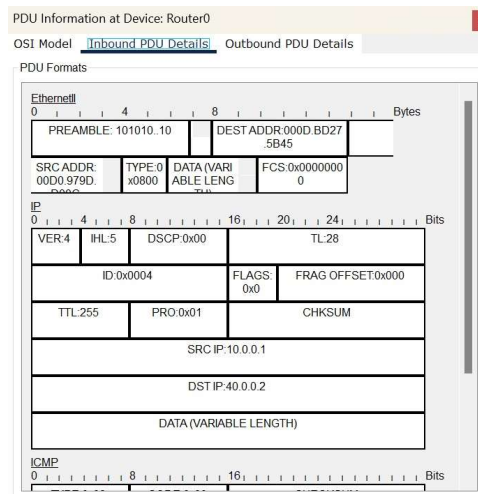 PDU Information at Device: Router0
OSI Model Inbound PDU Details Outbound PDU Details
PDU Formats
EthernetII
0 4 8 Bytes
PREAMBLE: 101010..10 DEST ADDR:000D.BD27
.5B45
SRC ADDR: TYPE:0 DATA (VARI FCS:0x0000000
00D0.979D. x0800 ABLE LENG 0
TH)
IP
0 4 8 16 20 24 Bits
VER:4 IHL:5 DSCP:0x00 TL:28
ID:0x0004 FLAGS: FRAG OFFSET:0x000
0x0
TTL:255 PRO:0x01 CHKSUM
SRC IP:10.0.0.1
DST IP:40.0.0.2
DATA (VARIABLE LENGTH)
ICMP
0 8 16 Bits